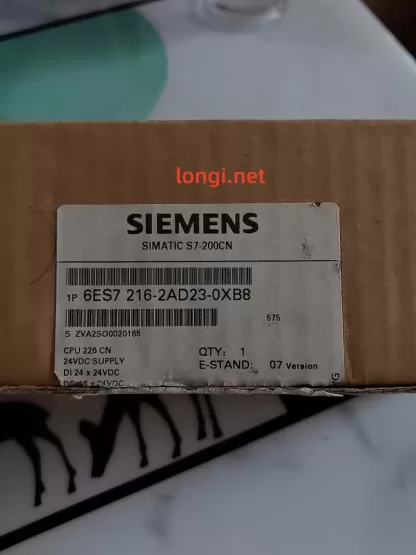 longi.net
SIEMENS
SIMATIC S7-200CN
1P 6ES7 216-2AD23-0XB8
575
S ZVA2SO0020165
CPU 226 CN
24VDC SUPPLY
DI 24 x 24VDC
QTY: 1
E-STAND: 07 Version
24VDC